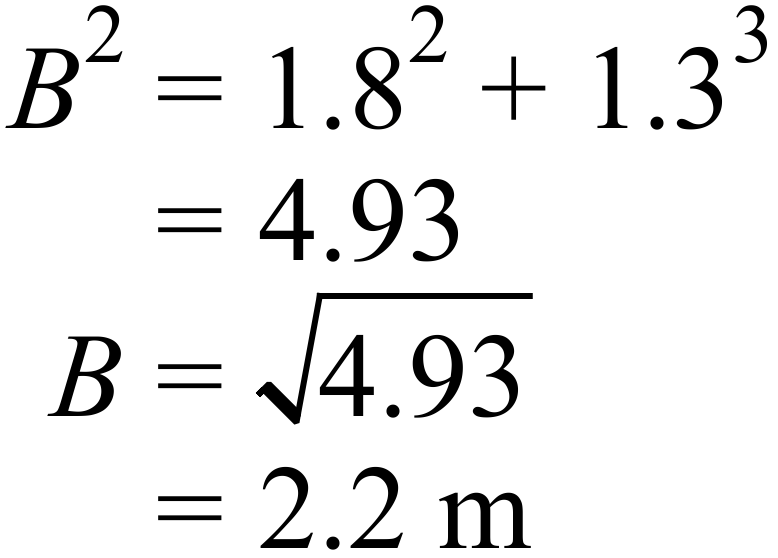 B² = 1.8² + 1.3³
= 4.93
B = √4.93
= 2.2 m